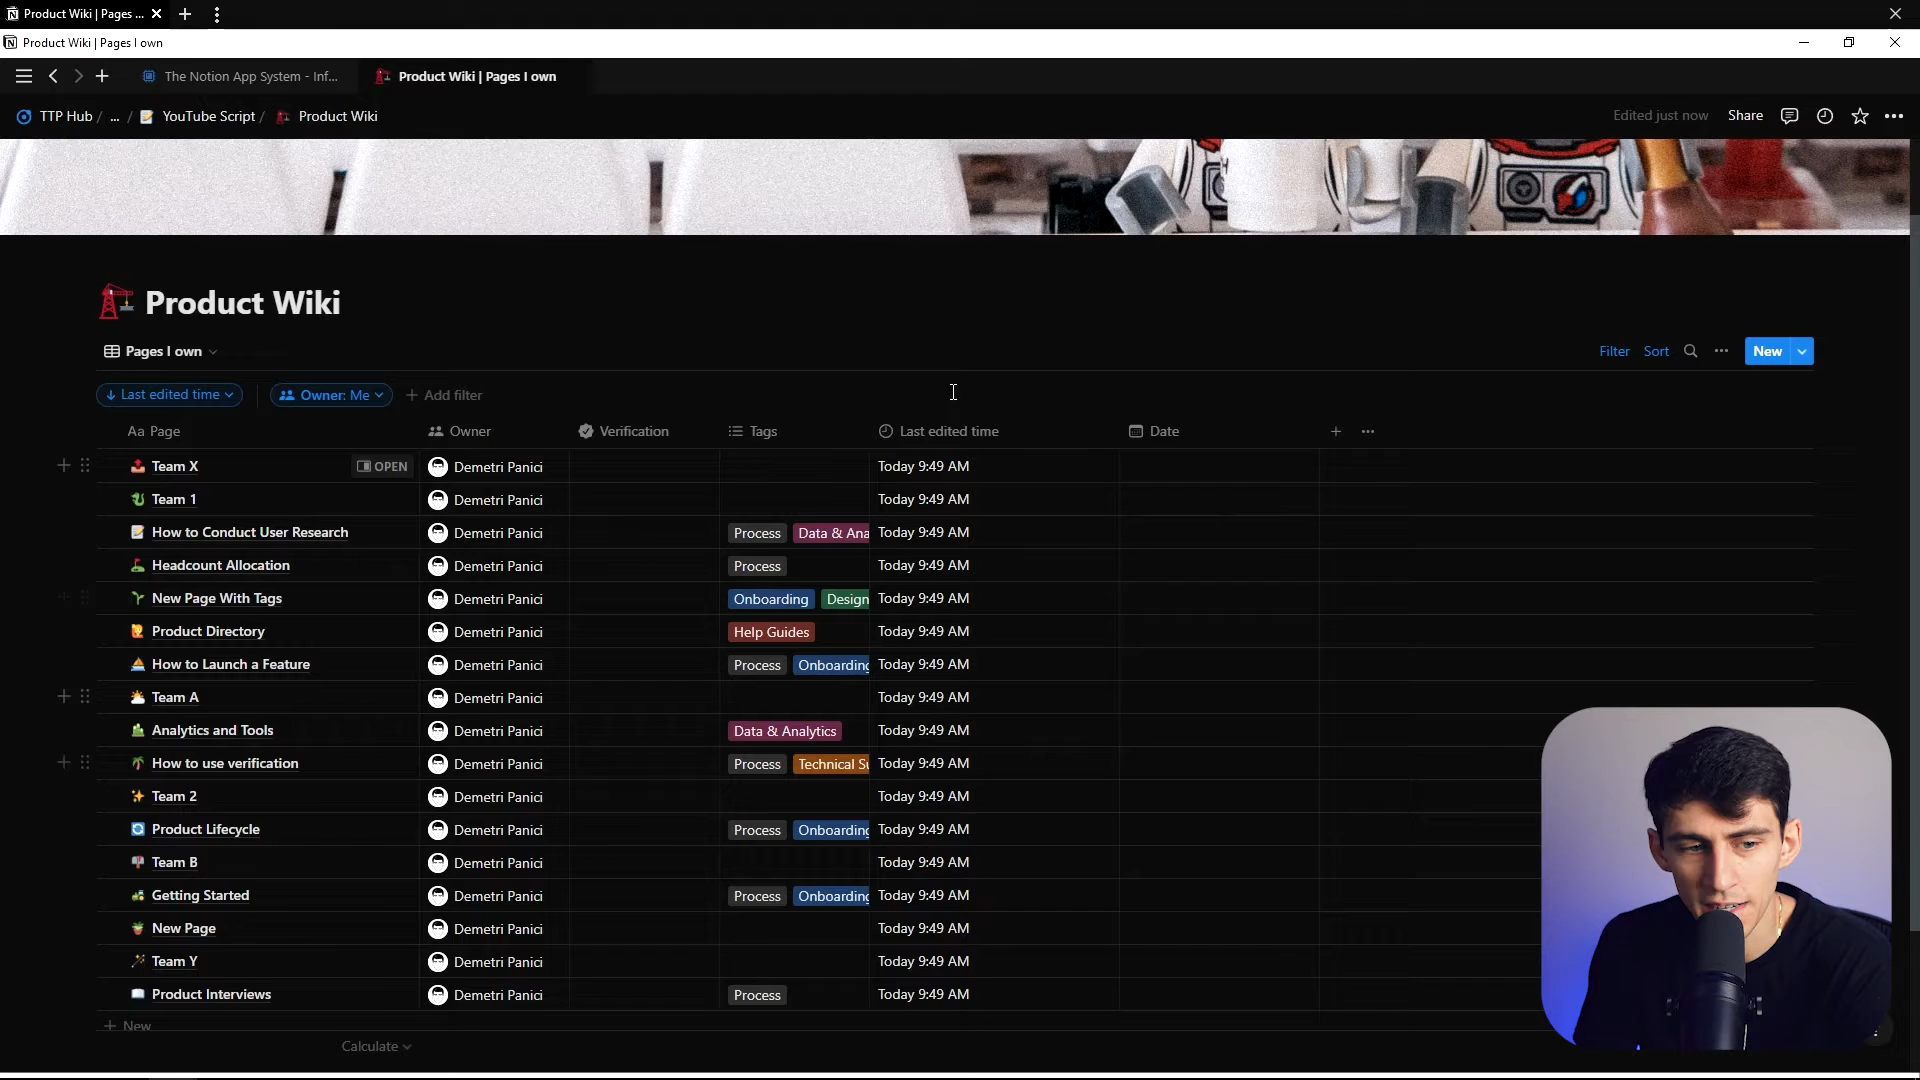 Product Wiki | Pages ...
Product Wiki | Pages I own
The Notion App System - Inf...
Product Wiki | Pages I own
TTP Hub / ... / YouTube Script / Product Wiki
Edited just now Share
Product Wiki
Pages I own
Filter Sort New
Last edited time Owner: Me Add filter
Aa Page Owner Verification Tags Last edited time Date
Team X OPEN Demetri Panici Today 9:49 AM
Team 1 Demetri Panici Today 9:49 AM
How to Conduct User Research Demetri Panici Process Data & Ana Today 9:49 AM
Headcount Allocation Demetri Panici Process Today 9:49 AM
New Page With Tags Demetri Panici Onboarding Design Today 9:49 AM
Product Directory Demetri Panici Help Guides Today 9:49 AM
How to Launch a Feature Demetri Panici Process Onboarding Today 9:49 AM
Team A Demetri Panici Today 9:49 AM
Analytics and Tools Demetri Panici Data & Analytics Today 9:49 AM
How to use verification Demetri Panici Process Technical Su Today 9:49 AM
Team 2 Demetri Panici Today 9:49 AM
Product Lifecycle Demetri Panici Process Onboarding Today 9:49 AM
Team B Demetri Panici Today 9:49 AM
Getting Started Demetri Panici Process Onboarding Today 9:49 AM
New Page Demetri Panici Today 9:49 AM
Team Y Demetri Panici Today 9:49 AM
Product Interviews Demetri Panici Process Today 9:49 AM
New
Calculate